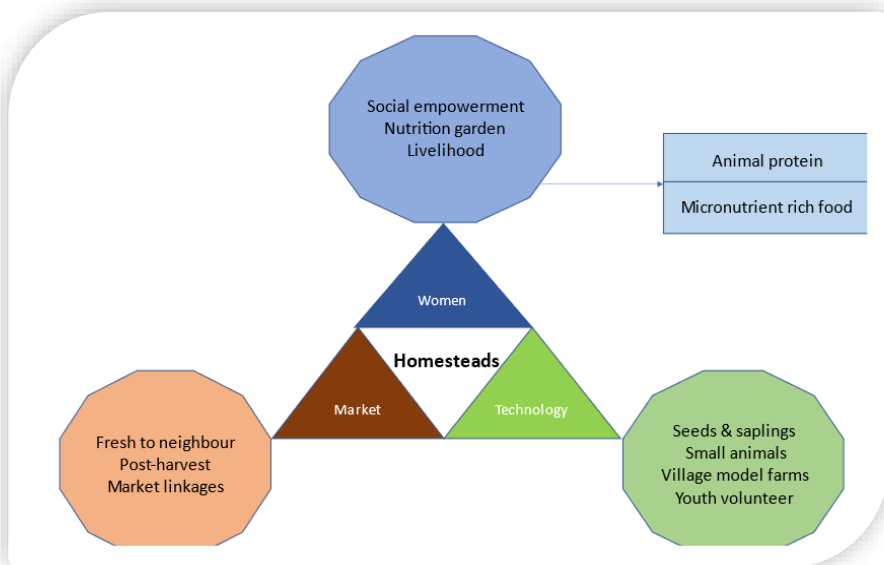 Social empowerment
Nutrition garden
Livelihood
Animal protein
Micronutrient rich food
Women
Homesteads
Market
Technology
Fresh to neighbour
Post-harvest
Market linkages
Seeds & saplings
Small animals
Village model farms
Youth volunteer